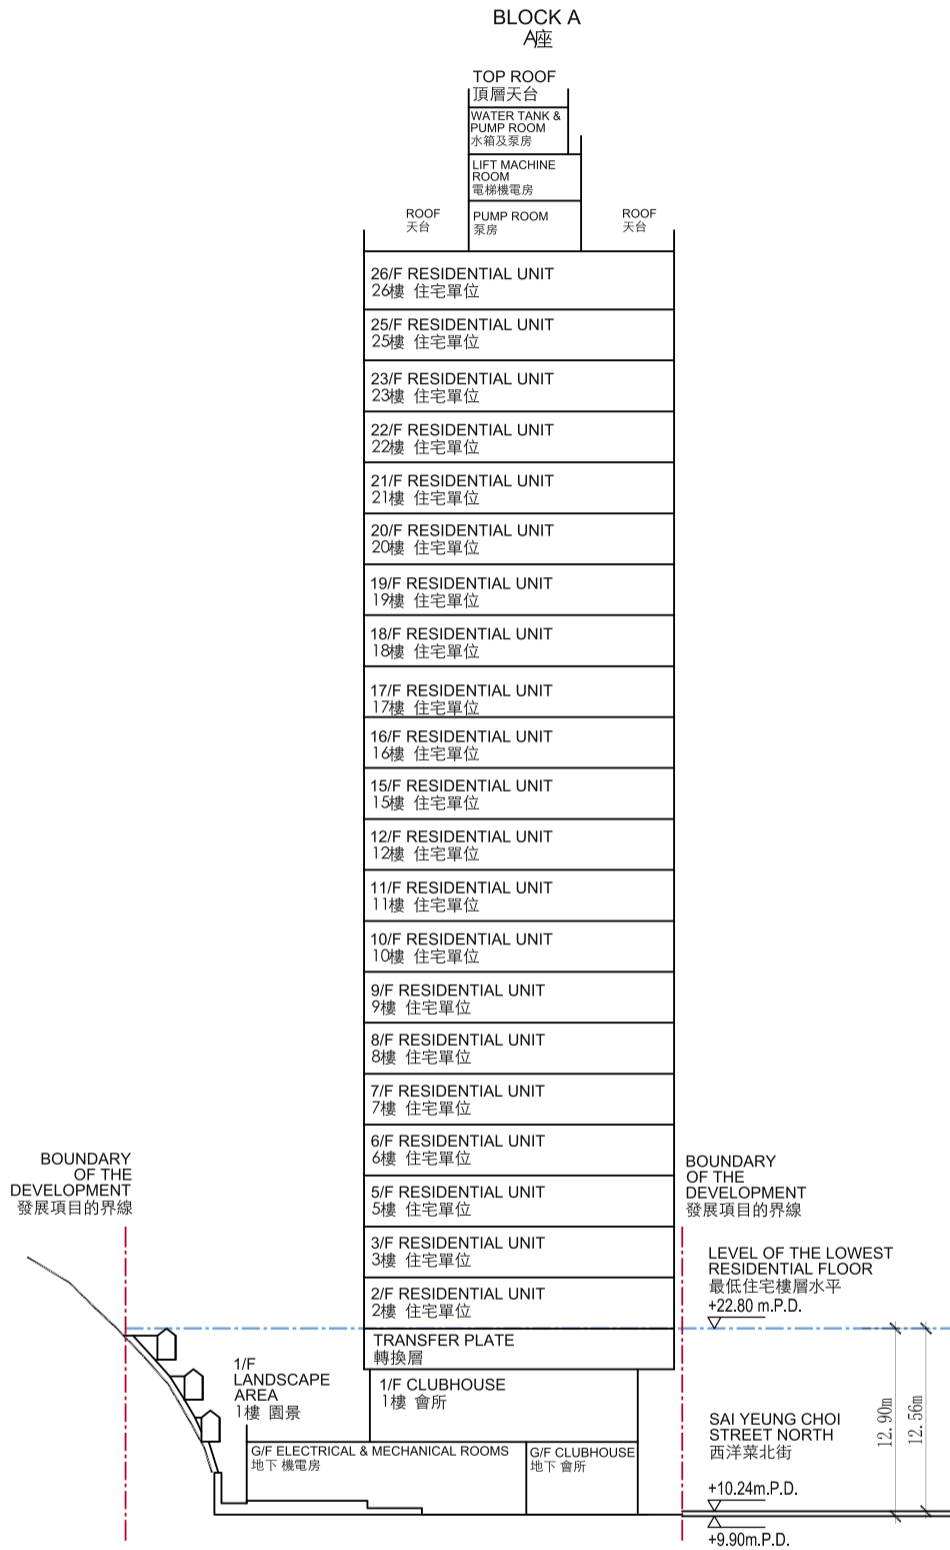 BLOCK A
A座
TOP ROOF
頂層天台
WATER TANK &
PUMP ROOM
水箱及泵房
LIFT MACHINE
ROOM
電梯機電房
ROOF
天台
PUMP ROOM
泵房
ROOF
天台
26/F RESIDENTIAL UNIT
26樓 住宅單位
25/F RESIDENTIAL UNIT
25樓 住宅單位
23/F RESIDENTIAL UNIT
23樓 住宅單位
22/F RESIDENTIAL UNIT
22樓 住宅單位
21/F RESIDENTIAL UNIT
21樓 住宅單位
20/F RESIDENTIAL UNIT
20樓 住宅單位
19/F RESIDENTIAL UNIT
19樓 住宅單位
18/F RESIDENTIAL UNIT
18樓 住宅單位
17/F RESIDENTIAL UNIT
17樓 住宅單位
16/F RESIDENTIAL UNIT
16樓 住宅單位
15/F RESIDENTIAL UNIT
15樓 住宅單位
12/F RESIDENTIAL UNIT
12樓 住宅單位
11/F RESIDENTIAL UNIT
11樓 住宅單位
10/F RESIDENTIAL UNIT
10樓 住宅單位
9/F RESIDENTIAL UNIT
9樓 住宅單位
8/F RESIDENTIAL UNIT
8樓 住宅單位
7/F RESIDENTIAL UNIT
7樓 住宅單位
6/F RESIDENTIAL UNIT
6樓 住宅單位
5/F RESIDENTIAL UNIT
5樓 住宅單位
3/F RESIDENTIAL UNIT
3樓 住宅單位
2/F RESIDENTIAL UNIT
2樓 住宅單位
TRANSFER PLATE
轉換層
BOUNDARY
OF THE
DEVELOPMENT
發展項目的界線
BOUNDARY
OF THE
DEVELOPMENT
發展項目的界線
LEVEL OF THE LOWEST
RESIDENTIAL FLOOR
最低住宅樓層水平
+22.80 m.P.D.
1/F
LANDSCAPE
AREA
1樓 園景
1/F CLUBHOUSE
1樓 會所
G/F ELECTRICAL & MECHANICAL ROOMS
地下 機電房
G/F CLUBHOUSE
地下 會所
SAI YEUNG CHOI
STREET NORTH
西洋菜北街
12.90m
12.56m
+10.24m.P.D.
+9.90m.P.D.